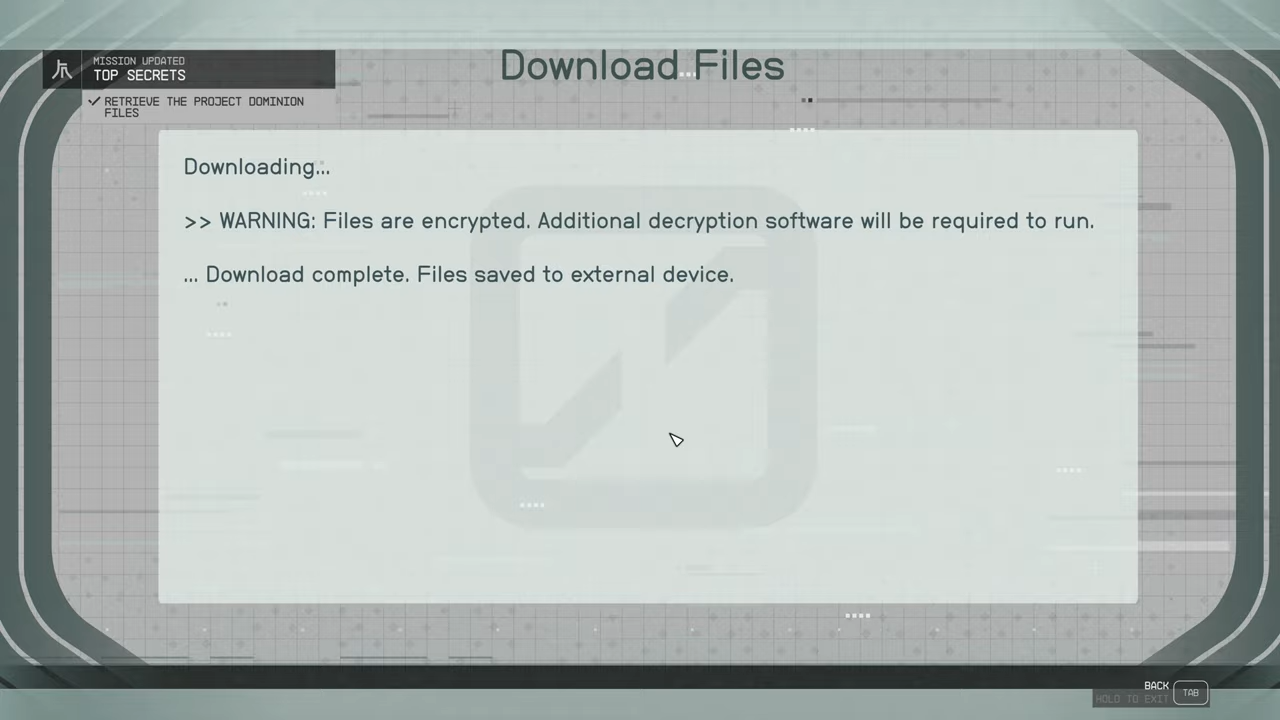 MISSION UPDATED
TOP SECRETS
RETRIEVE THE PROJECT DOMINION
FILES
Download Files
Downloading...
>> WARNING: Files are encrypted. Additional decryption software will be required to run.
... Download complete. Files saved to external device.
BACK
HOLD TO EXIT
TAB